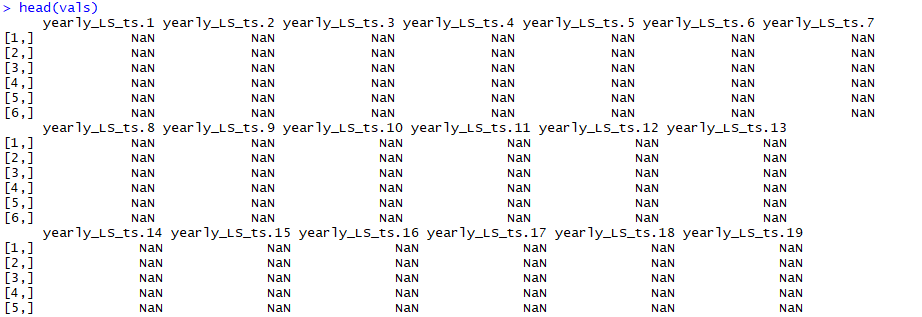 > head(vals)
yearly_LS_ts.1 yearly_LS_ts.2 yearly_LS_ts.3 yearly_LS_ts.4 yearly_LS_ts.5 yearly_LS_ts.6 yearly_LS_ts.7
[1,] NaN NaN NaN NaN NaN NaN NaN
[2,] NaN NaN NaN NaN NaN NaN NaN
[3,] NaN NaN NaN NaN NaN NaN NaN
[4,] NaN NaN NaN NaN NaN NaN NaN
[5,] NaN NaN NaN NaN NaN NaN NaN
[6,] NaN NaN NaN NaN NaN NaN NaN
yearly_LS_ts.8 yearly_LS_ts.9 yearly_LS_ts.10 yearly_LS_ts.11 yearly_LS_ts.12 yearly_LS_ts.13
[1,] NaN NaN NaN NaN NaN NaN
[2,] NaN NaN NaN NaN NaN NaN
[3,] NaN NaN NaN NaN NaN NaN
[4,] NaN NaN NaN NaN NaN NaN
[5,] NaN NaN NaN NaN NaN NaN
[6,] NaN NaN NaN NaN NaN NaN
yearly_LS_ts.14 yearly_LS_ts.15 yearly_LS_ts.16 yearly_LS_ts.17 yearly_LS_ts.18 yearly_LS_ts.19
[1,] NaN NaN NaN NaN NaN NaN
[2,] NaN NaN NaN NaN NaN NaN
[3,] NaN NaN NaN NaN NaN NaN
[4,] NaN NaN NaN NaN NaN NaN
[5,] NaN NaN NaN NaN NaN NaN